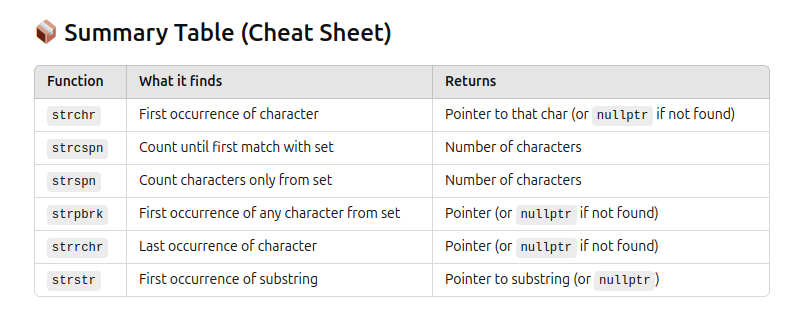 Summary Table (Cheat Sheet)
Function What it finds Returns
strchr First occurrence of character Pointer to that char (or nullptr if not found)
strcspn Count until first match with set Number of characters
strspn Count characters only from set Number of characters
strpbrk First occurrence of any character from set Pointer (or nullptr if not found)
strrchr Last occurrence of character Pointer (or nullptr if not found)
strstr First occurrence of substring Pointer to substring (or nullptr )